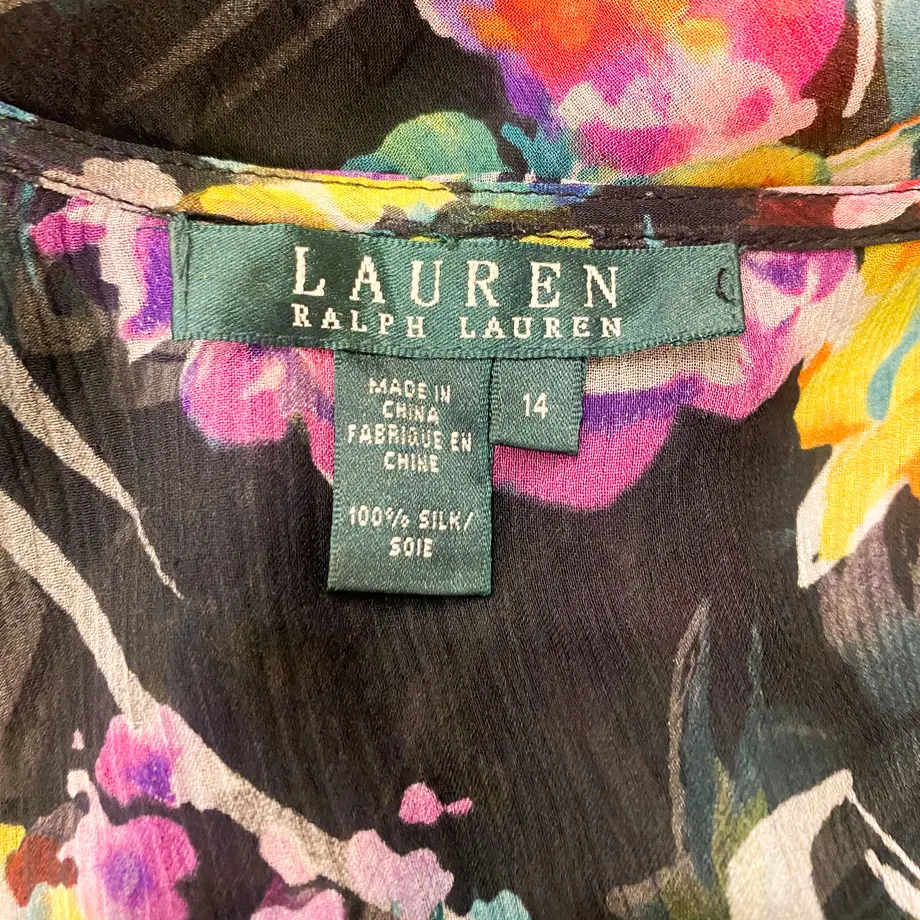 LAUREN
RALPH LAUREN
MADE IN
CHINA
FABRIQUE EN
CHINE
100% SILK/
SOIE
14